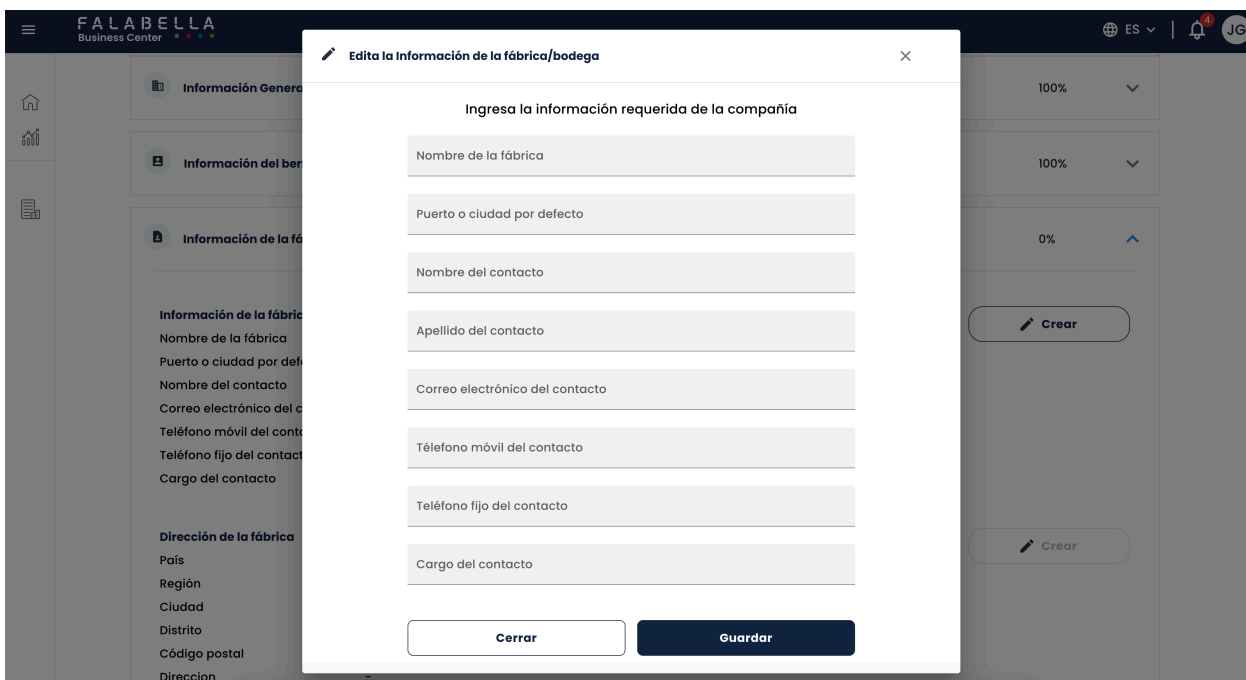 FALABELLA
Business Center
ES
4
JG
Edita la Información de la fábrica/bodega
Información Genera
100%
Ingresa la información requerida de la compañía
Nombre de la fábrica
Información del ben
100%
Puerto o ciudad por defecto
Información de la fá
0%
Nombre del contacto
Apellido del contacto
Correo electrónico del contacto
Télefono móvil del contacto
Teléfono fijo del contacto
Cargo del contacto
Cerrar
Guardar
Información de la fábric
Crear
Nombre de la fábrica
Puerto o ciudad por defe
Nombre del contacto
Correo electrónico del c
Teléfono móvil del conta
Teléfono fijo del contact
Cargo del contacto
Dirección de la fábrica
Crear
País
Región
Ciudad
Distrito
Código postal
Direccion
-